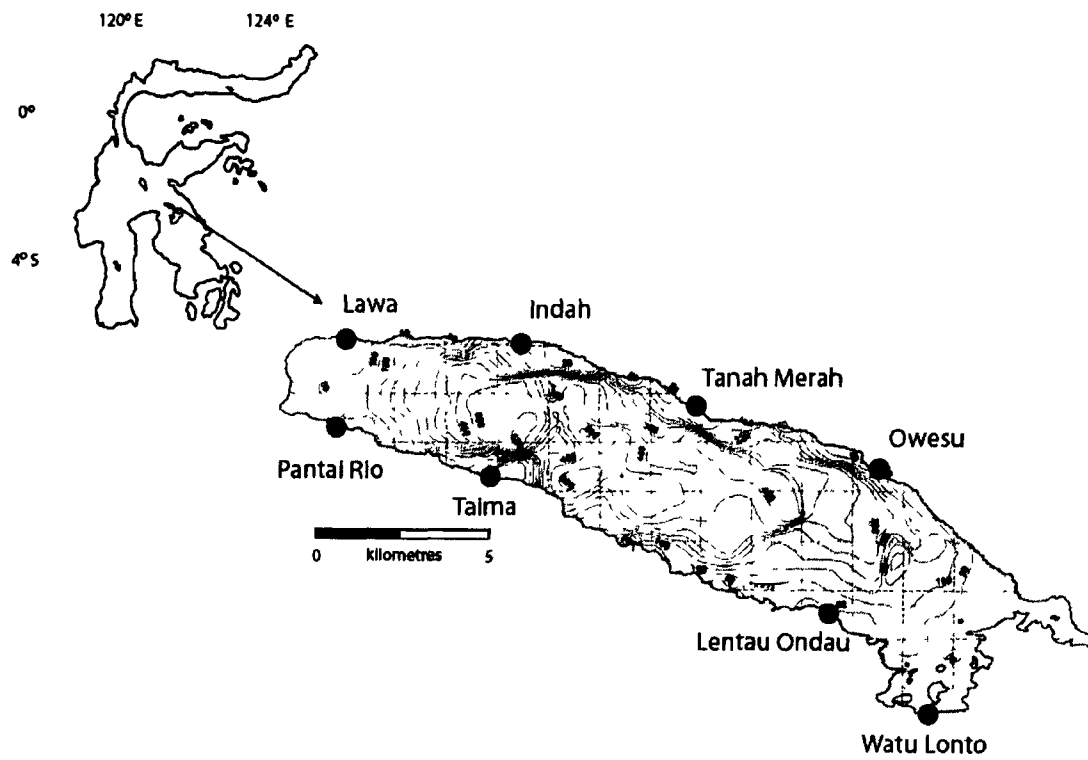 120° E
124° E
0°
4° S
Lawa
Indah
Tanah Merah
Owesu
Pantai Rio
Taima
0 kilometres 5
Lentau Ondau
Watu Lonto